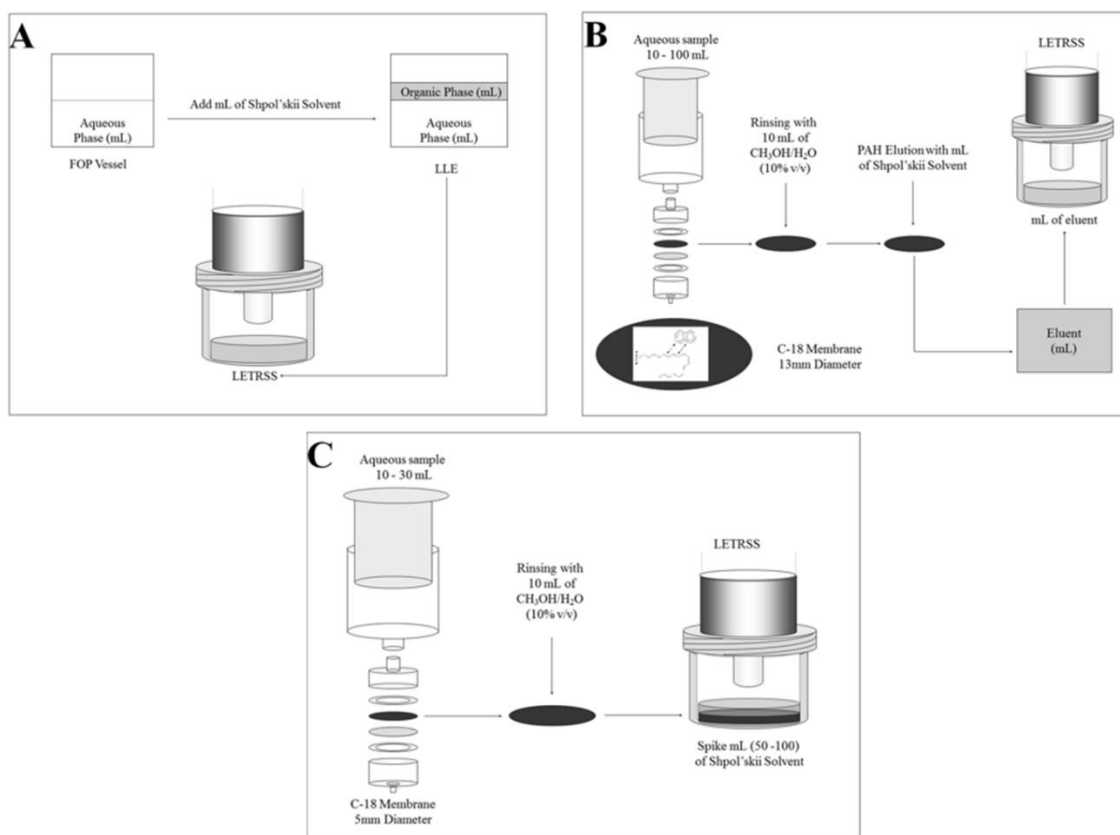 A
Aqueous
Phase (mL)
FOP Vessel
Add mL of Shpol'skii Solvent
Organic Phase (mL)
Aqueous
Phase (mL)
LLE
LETRSS
B
Aqueous sample
10 - 100 mL
Rinsing with
10 mL of
CH₃OH/H₂O
(10% v/v)
PAH Elution with mL
of Shpol'skii Solvent
LETRSS
mL of eluent
Eluent
(mL)
C-18 Membrane
13mm Diameter
C
Aqueous sample
10 - 30 mL
Rinsing with
10 mL of
CH₃OH/H₂O
(10% v/v)
LETRSS
Spike mL (50 -100)
of Shpol'skii Solvent
C-18 Membrane
5mm Diameter